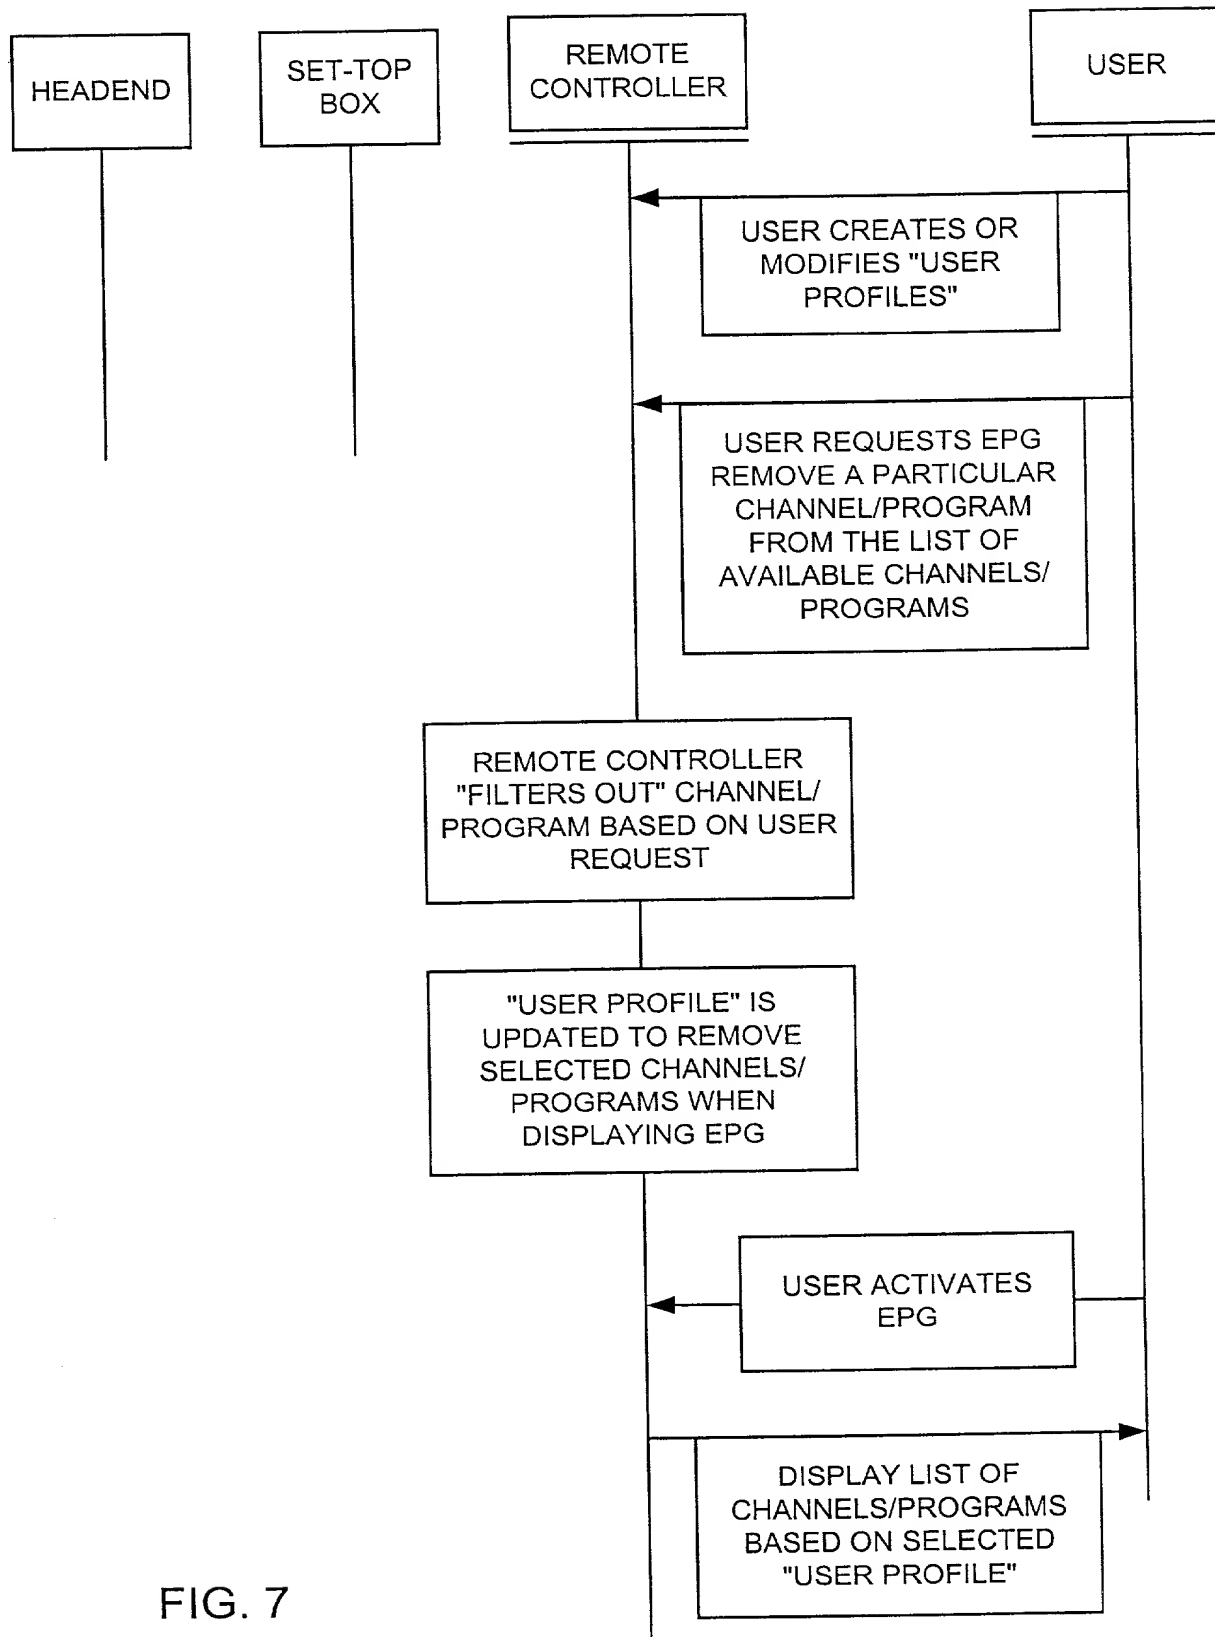 HEADEND
SET-TOP
BOX
REMOTE
CONTROLLER
USER
USER CREATES OR
MODIFIES "USER
PROFILES"
USER REQUESTS EPG
REMOVE A PARTICULAR
CHANNEL/PROGRAM
FROM THE LIST OF
AVAILABLE CHANNELS/
PROGRAMS
REMOTE CONTROLLER
"FILTERS OUT" CHANNEL/
PROGRAM BASED ON USER
REQUEST
"USER PROFILE" IS
UPDATED TO REMOVE
SELECTED CHANNELS/
PROGRAMS WHEN
DISPLAYING EPG
USER ACTIVATES
EPG
DISPLAY LIST OF
CHANNELS/PROGRAMS
BASED ON SELECTED
"USER PROFILE"
FIG. 7